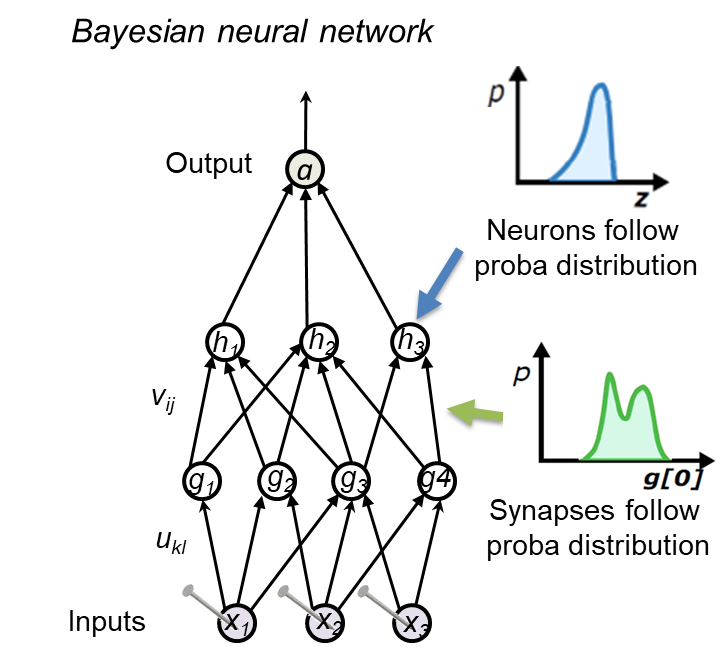 Bayesian neural network
p
z
Output
a
Neurons follow
proba distribution
h1
h2
h3
p
g[0]
vij
g1
g2
g3
g4
Synapses follow
proba distribution
ukl
Inputs
x1
x2
x3